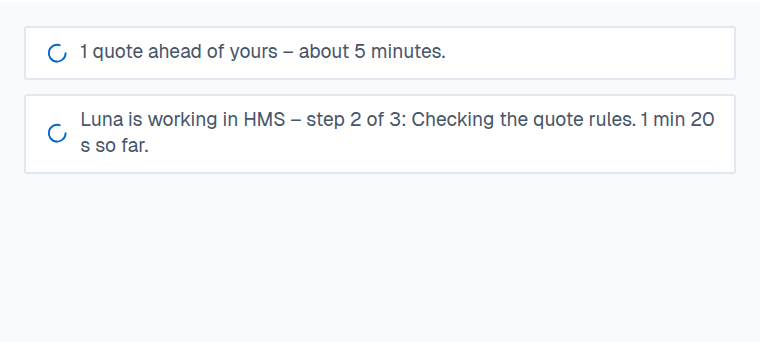 1 quote ahead of yours – about 5 minutes.
Luna is working in HMS – step 2 of 3: Checking the quote rules. 1 min 20
s so far.